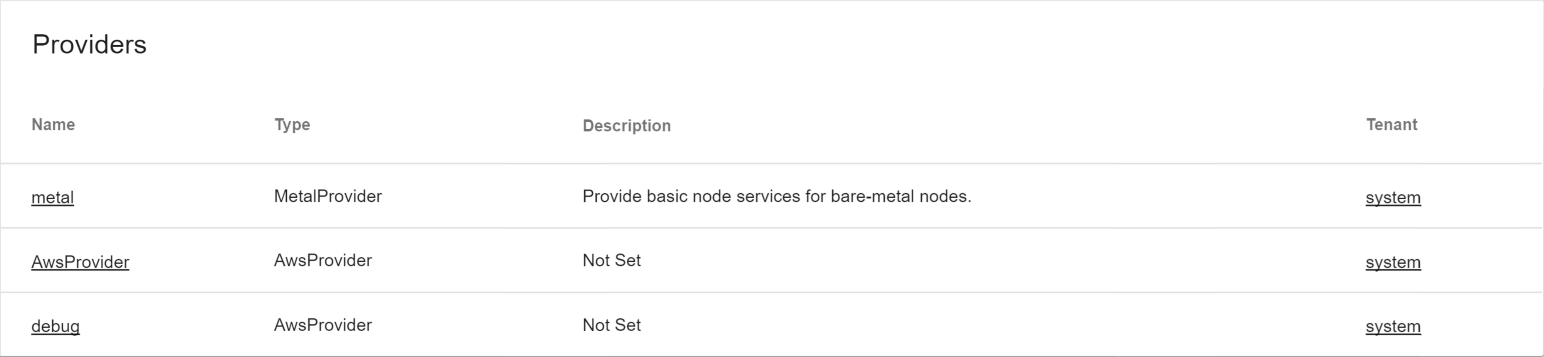 Providers
Name Type Description Tenant
metal MetalProvider Provide basic node services for bare-metal nodes. system
AwsProvider AwsProvider Not Set system
debug AwsProvider Not Set system